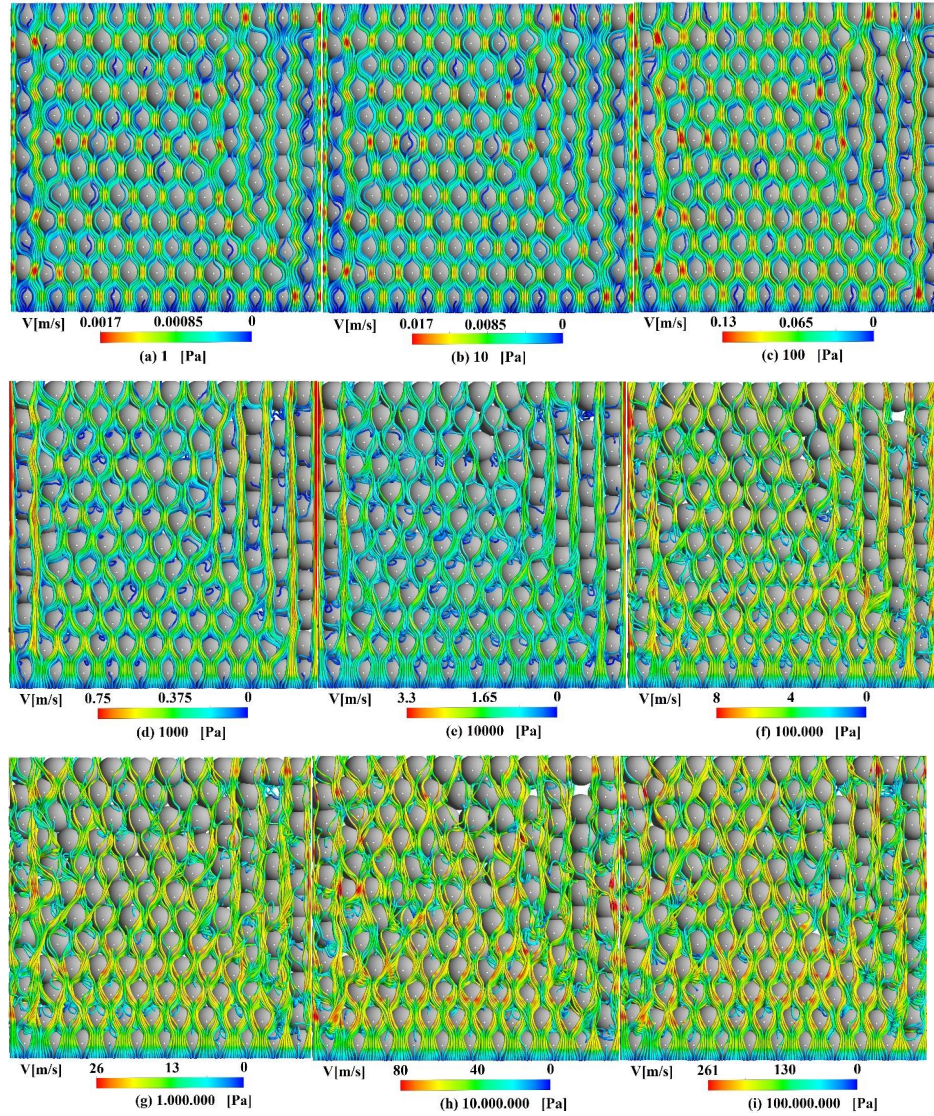 V[m/s] 0.0017 0.00085 0
(a) 1 [Pa]
V[m/s] 0.017 0.0085 0
(b) 10 [Pa]
V[m/s] 0.13 0.065 0
(c) 100 [Pa]
V[m/s] 0.75 0.375 0
(d) 1000 [Pa]
V[m/s] 3.3 1.65 0
(e) 10000 [Pa]
V[m/s] 8 4 0
(f) 100.000 [Pa]
V[m/s] 26 13 0
(g) 1.000.000 [Pa]
V[m/s] 80 40 0
(h) 10.000.000 [Pa]
V[m/s] 261 130 0
(i) 100.000.000 [Pa]